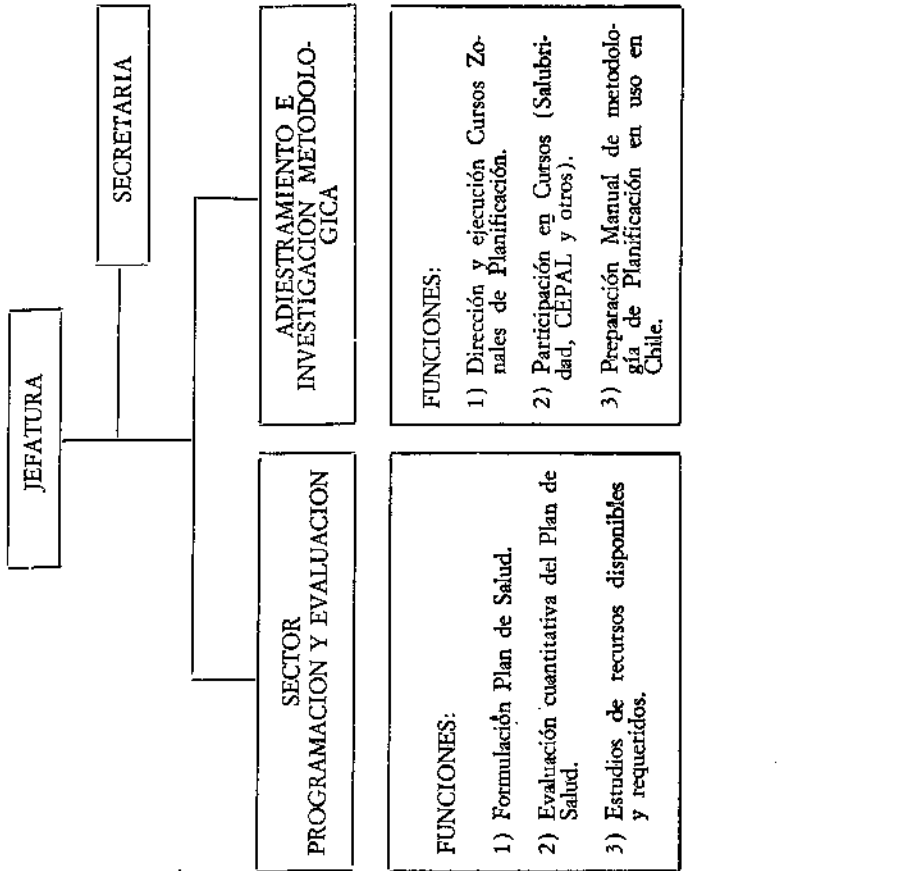 JEFATURA
SECRETARIA
SECTOR
PROGRAMACION Y EVALUACION
FUNCIONES:
1) Formulación Plan de Salud.
2) Evaluación cuantitativa del Plan de
Salud.
3) Estudios de recursos disponibles
y requeridos.
ADIESTRAMIENTO E
INVESTIGACION METODOLO-
GICA
FUNCIONES:
1) Dirección y ejecución Cursos Zo-
nales de Planificación.
2) Participación en Cursos (Salubri-
dad, CEPAL y otros).
3) Preparación Manual de metodolo-
gía de Planificación en uso en
Chile.